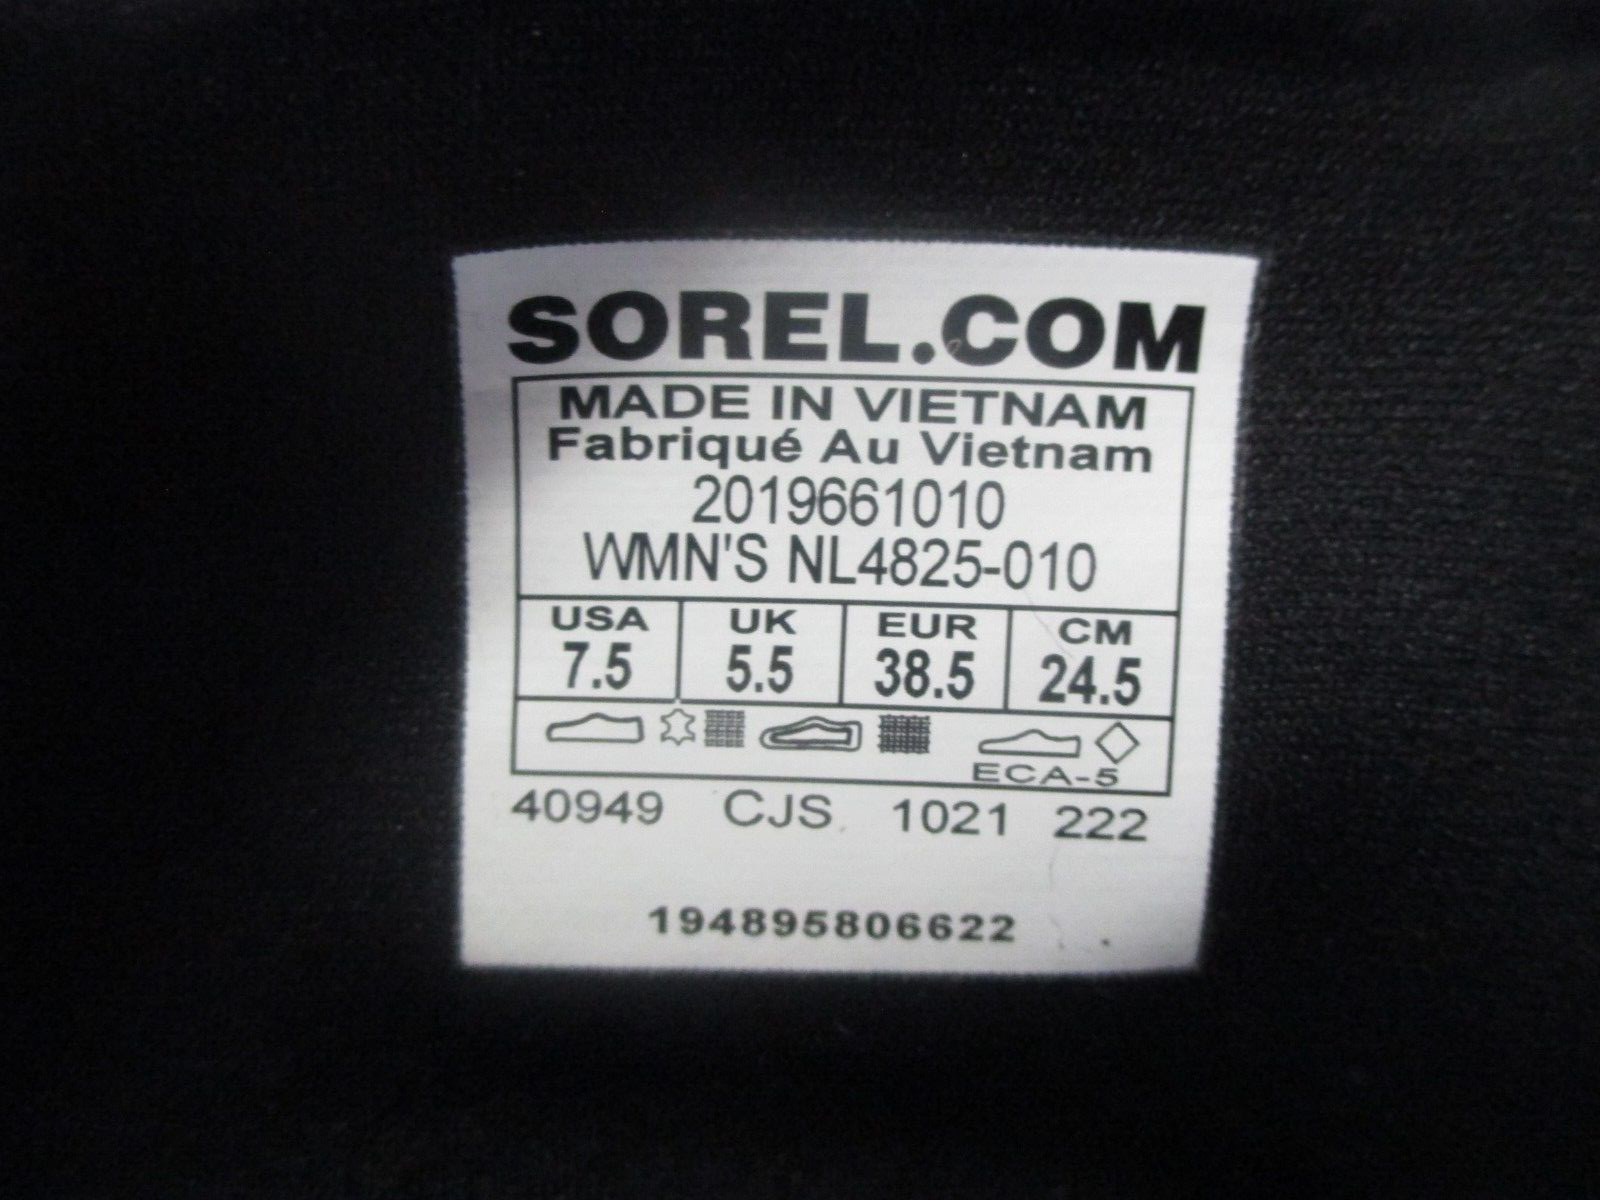 SOREL.COM
MADE IN VIETNAM
Fabriqué Au Vietnam
2019661010
WMN'S NL4825-010
USA UK EUR CM
7.5 5.5 38.5 24.5
ECA-5
40949 CJS 1021 222
194895806622